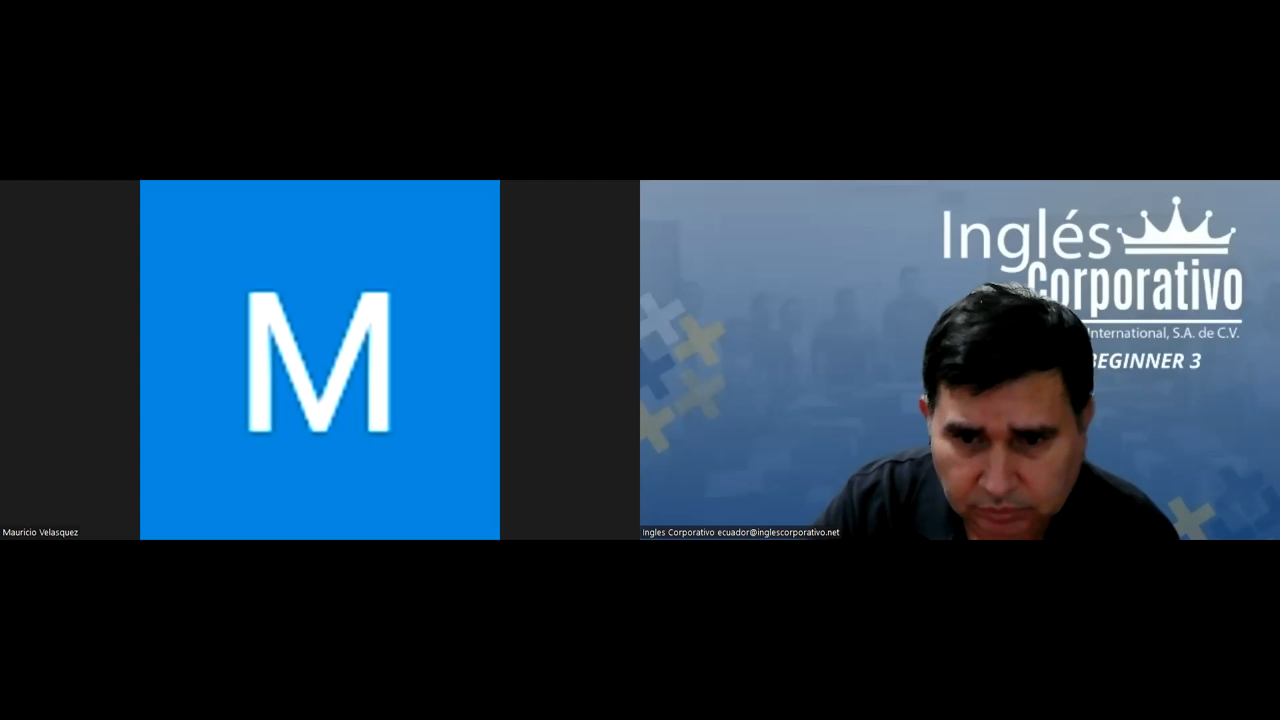 M
Mauricio Velasquez
Inglés
Corporativo
International, S.A. de C.V.
BEGINNER 3
Ingles Corporativo ecuador@inglescorporativo.net